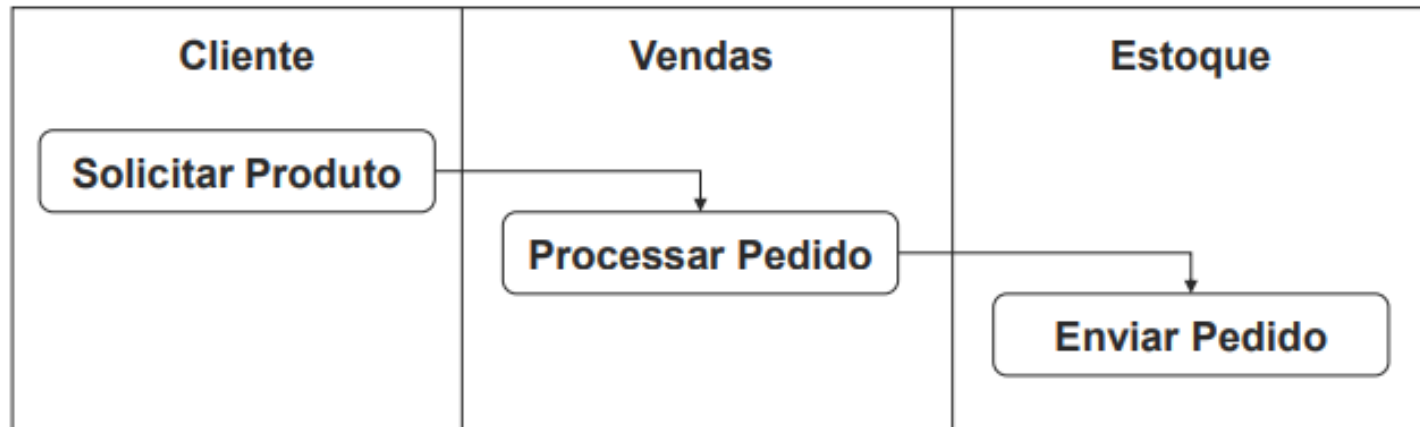 Cliente
Vendas
Estoque
Solicitar Produto
Processar Pedido
Enviar Pedido